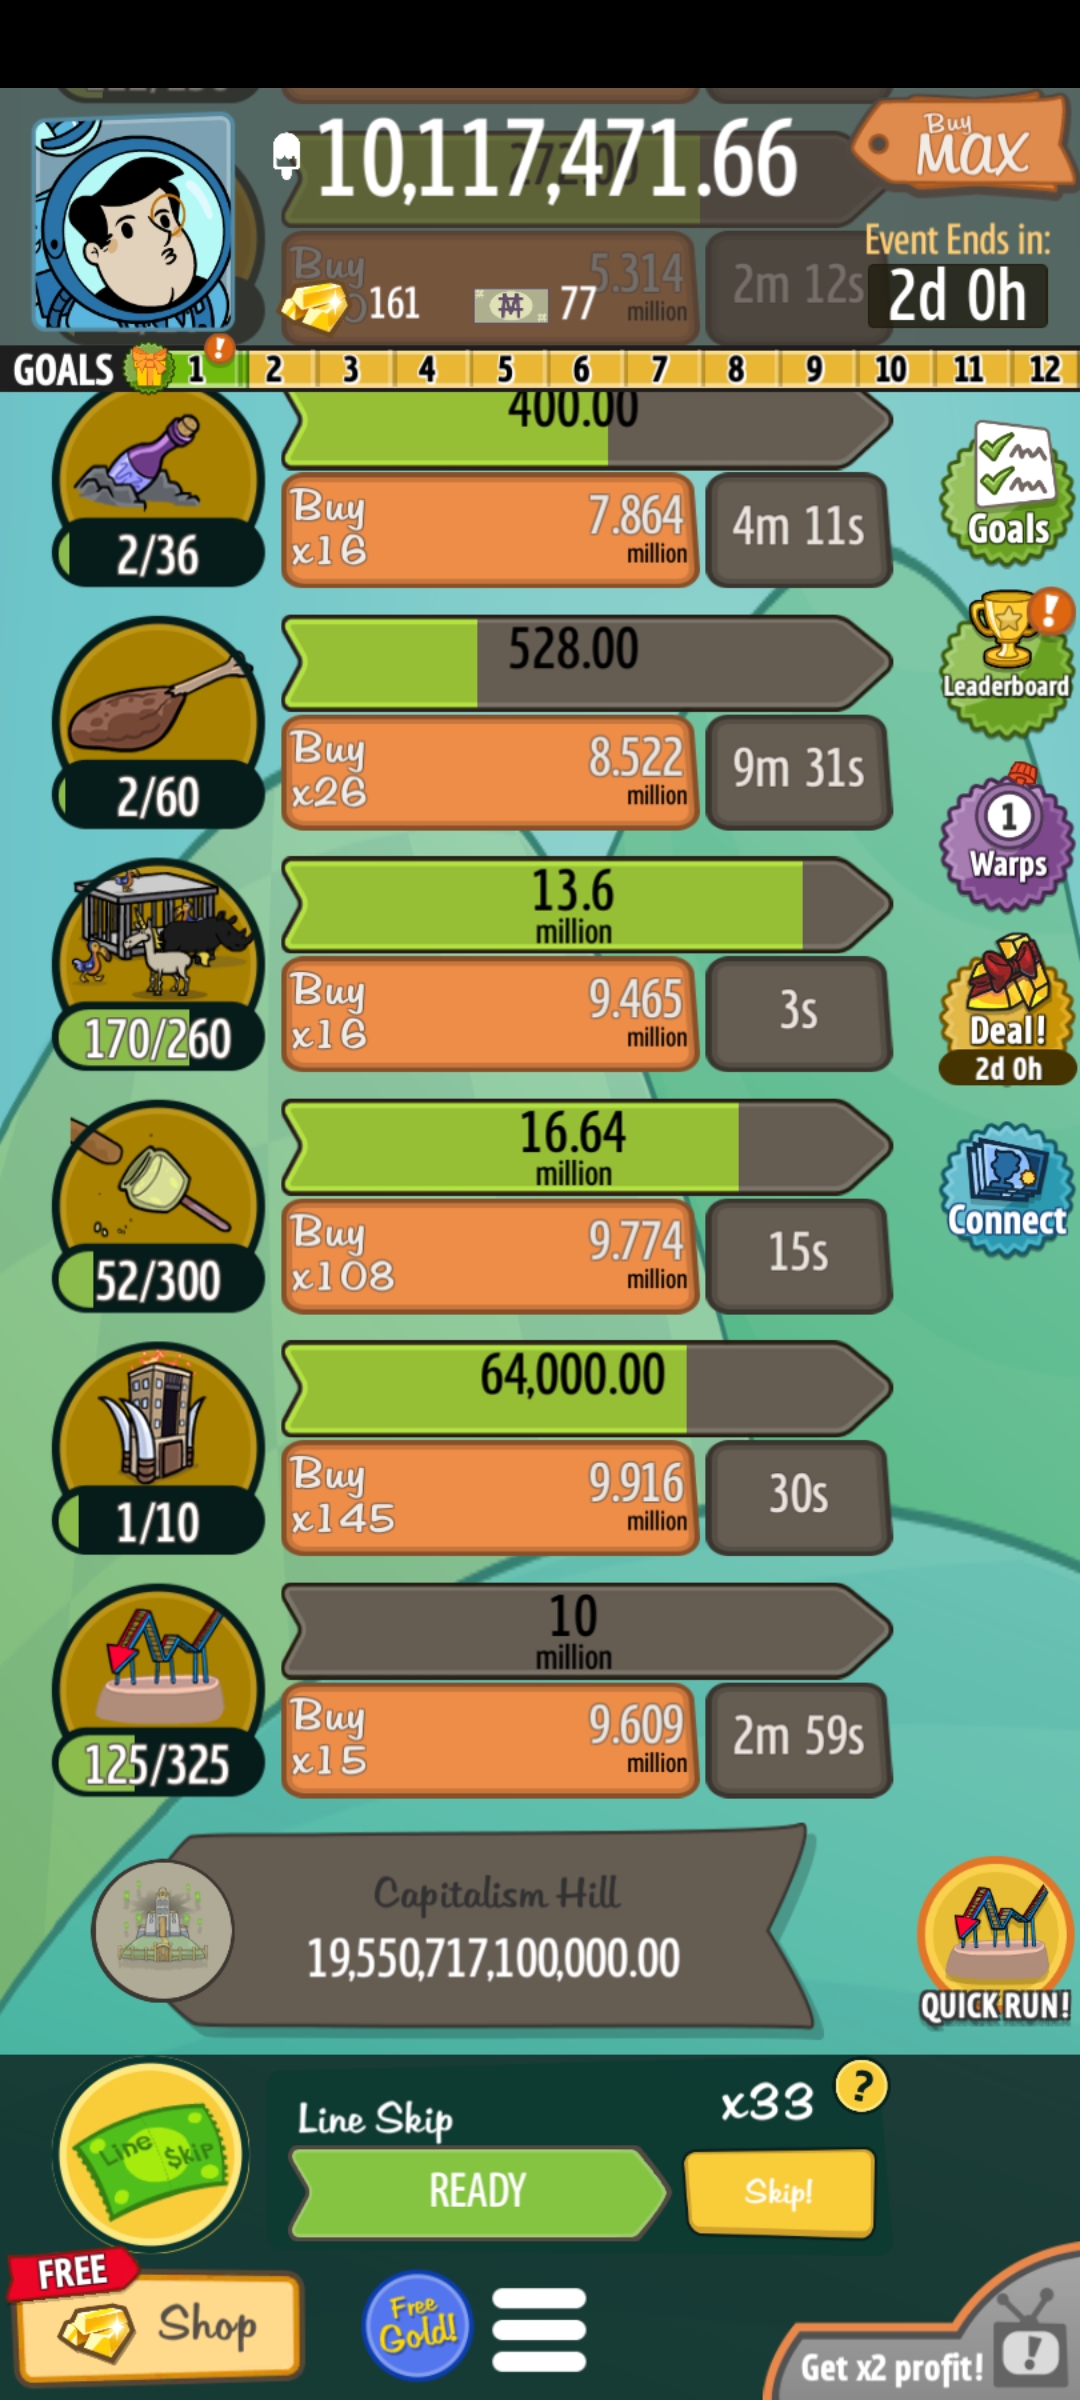 10,117,471.66
Buy
MAX
272.00
Event Ends in:
2d 0h
Buy
5.314
million
2m 12s
161
77
GOALS 1 2 3 4 5 6 7 8 9 10 11 12
400.00
2/36
Buy
x16
7.864
million
4m 11s
Goals
528.00
2/60
Buy
x26
8.522
million
9m 31s
Leaderboard
13.6
million
170/260
Buy
x16
9.465
million
3s
1
Warps
16.64
million
52/300
Buy
x108
9.774
million
15s
Deal!
2d 0h
64,000.00
1/10
Buy
x145
9.916
million
30s
Connect
10
million
125/325
Buy
x15
9.609
million
2m 59s
Capitalism Hill
19,550,717,100,000.00
QUICK RUN!
Line $kip
Line Skip
x33
?
READY
Skip!
FREE
Shop
Free
Gold!
Get x2 profit!